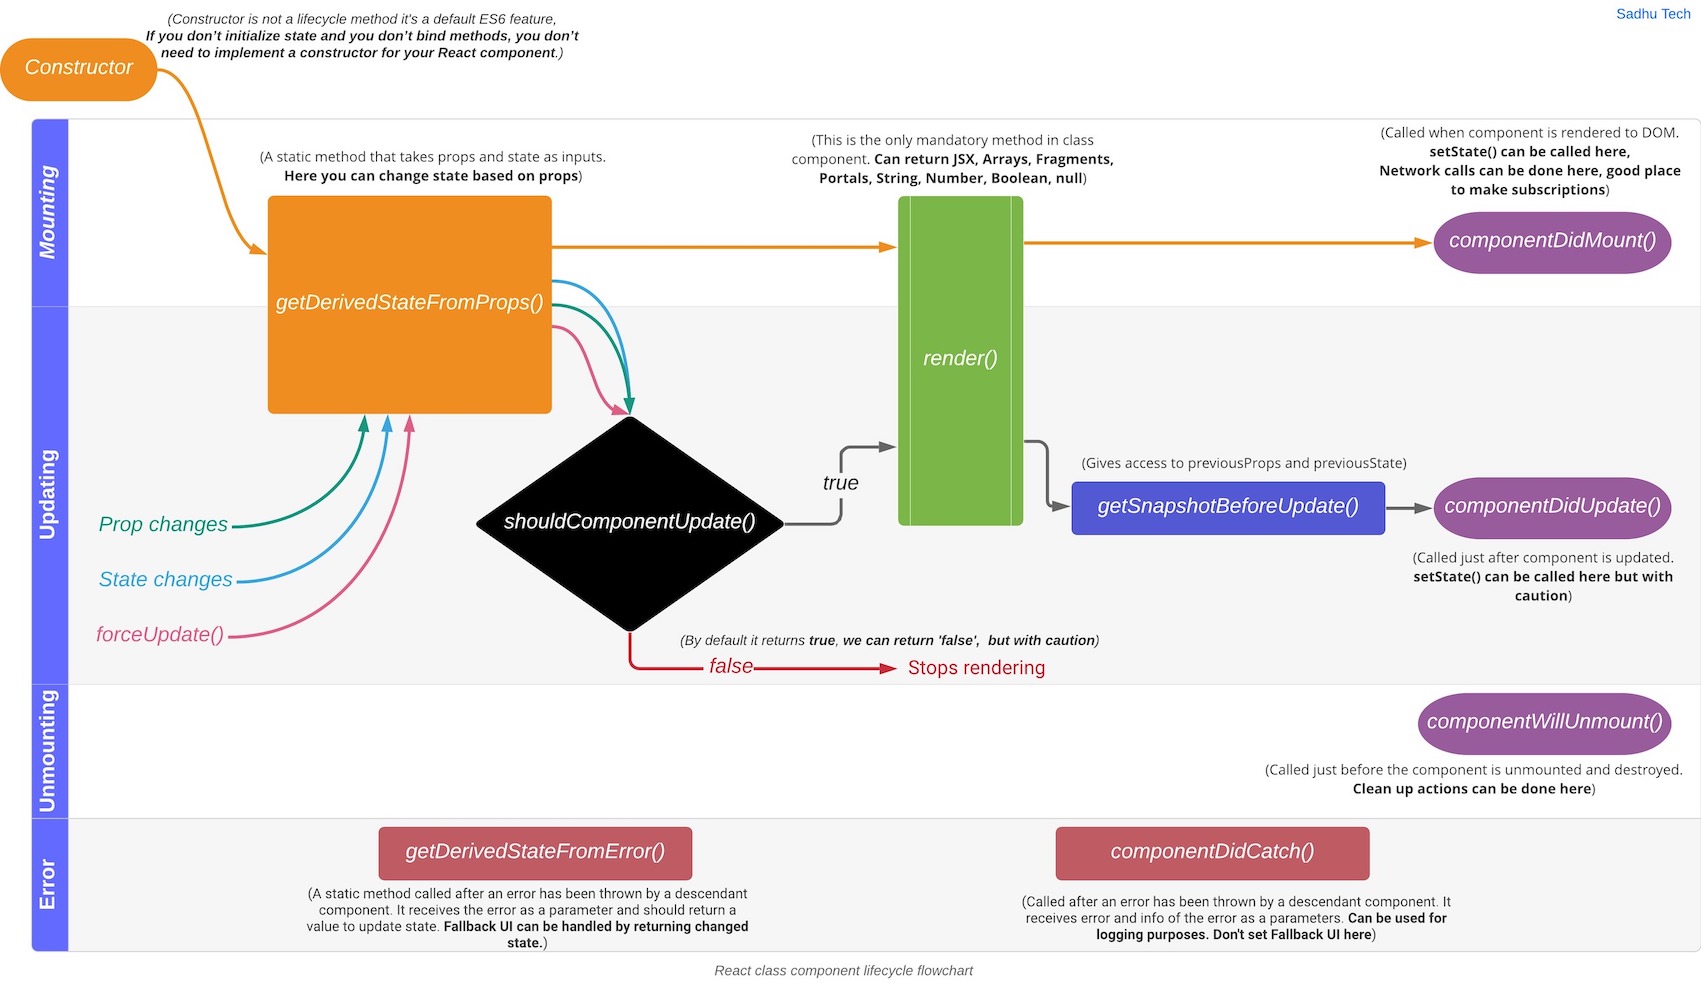 Sadhu Tech
(Constructor is not a lifecycle method it's a default ES6 feature,
If you don’t initialize state and you don’t bind methods, you don’t
need to implement a constructor for your React component.)
Constructor
Mounting
(A static method that takes props and state as inputs.
Here you can change state based on props)
getDerivedStateFromProps()
(This is the only mandatory method in class
component. Can return JSX, Arrays, Fragments,
Portals, String, Number, Boolean, null)
render()
(Called when component is rendered to DOM.
setState() can be called here,
Network calls can be done here, good place
to make subscriptions)
componentDidMount()
Updating
Prop changes
State changes
forceUpdate()
shouldComponentUpdate()
true
(By default it returns true, we can return 'false', but with caution)
false
Stops rendering
(Gives access to previousProps and previousState)
getSnapshotBeforeUpdate()
componentDidUpdate()
(Called just after component is updated.
setState() can be called here but with
caution)
Unmounting
componentWillUnmount()
(Called just before the component is unmounted and destroyed.
Clean up actions can be done here)
Error
getDerivedStateFromError()
(A static method called after an error has been thrown by a descendant
component. It receives the error as a parameter and should return a
value to update state. Fallback UI can be handled by returning changed
state.)
componentDidCatch()
(Called after an error has been thrown by a descendant component. It
receives error and info of the error as a parameters. Can be used for
logging purposes. Don't set Fallback UI here)
React class component lifecycle flowchart